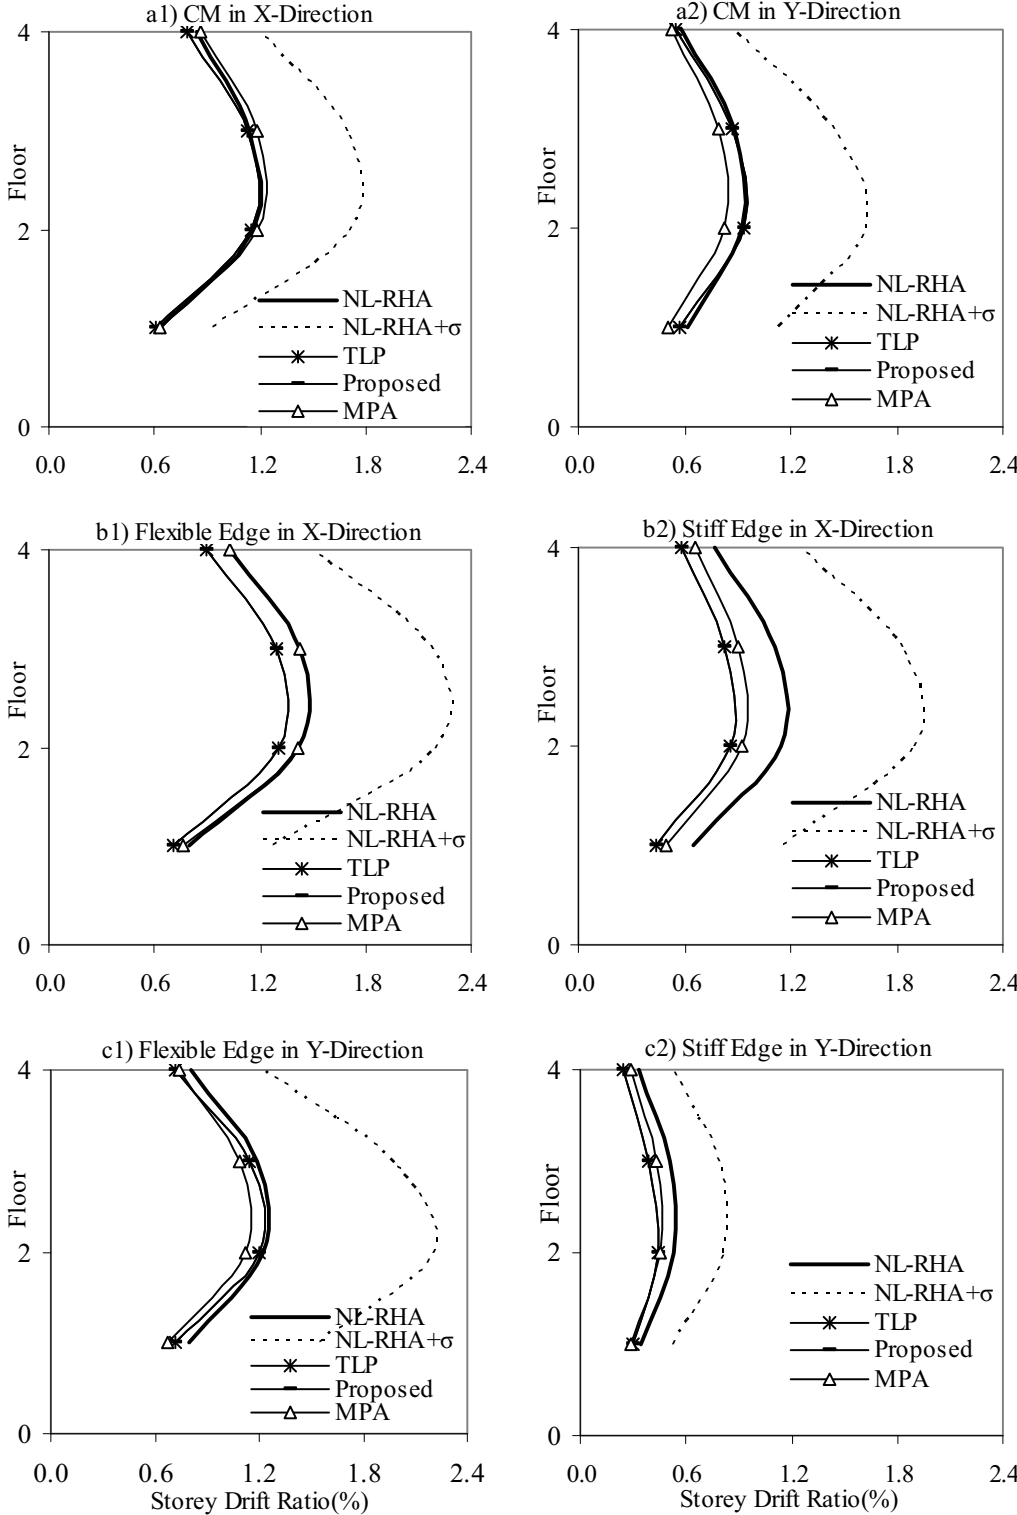 a1) CM in X-Direction
4
2
0
Floor
0.0 0.6 1.2 1.8 2.4
NL-RHA
NL-RHA+σ
TLP
Proposed
MPA
a2) CM in Y-Direction
4
2
0
Floor
0.0 0.6 1.2 1.8 2.4
NL-RHA
NL-RHA+σ
TLP
Proposed
MPA
b1) Flexible Edge in X-Direction
4
2
0
Floor
0.0 0.6 1.2 1.8 2.4
NL-RHA
NL-RHA+σ
TLP
Proposed
MPA
b2) Stiff Edge in X-Direction
4
2
0
Floor
0.0 0.6 1.2 1.8 2.4
NL-RHA
NL-RHA+σ
TLP
Proposed
MPA
c1) Flexible Edge in Y-Direction
4
2
0
Floor
0.0 0.6 1.2 1.8 2.4
Storey Drift Ratio(%)
NL-RHA
NL-RHA+σ
TLP
Proposed
MPA
c2) Stiff Edge in Y-Direction
4
2
0
Floor
0.0 0.6 1.2 1.8 2.4
Storey Drift Ratio(%)
NL-RHA
NL-RHA+σ
TLP
Proposed
MPA